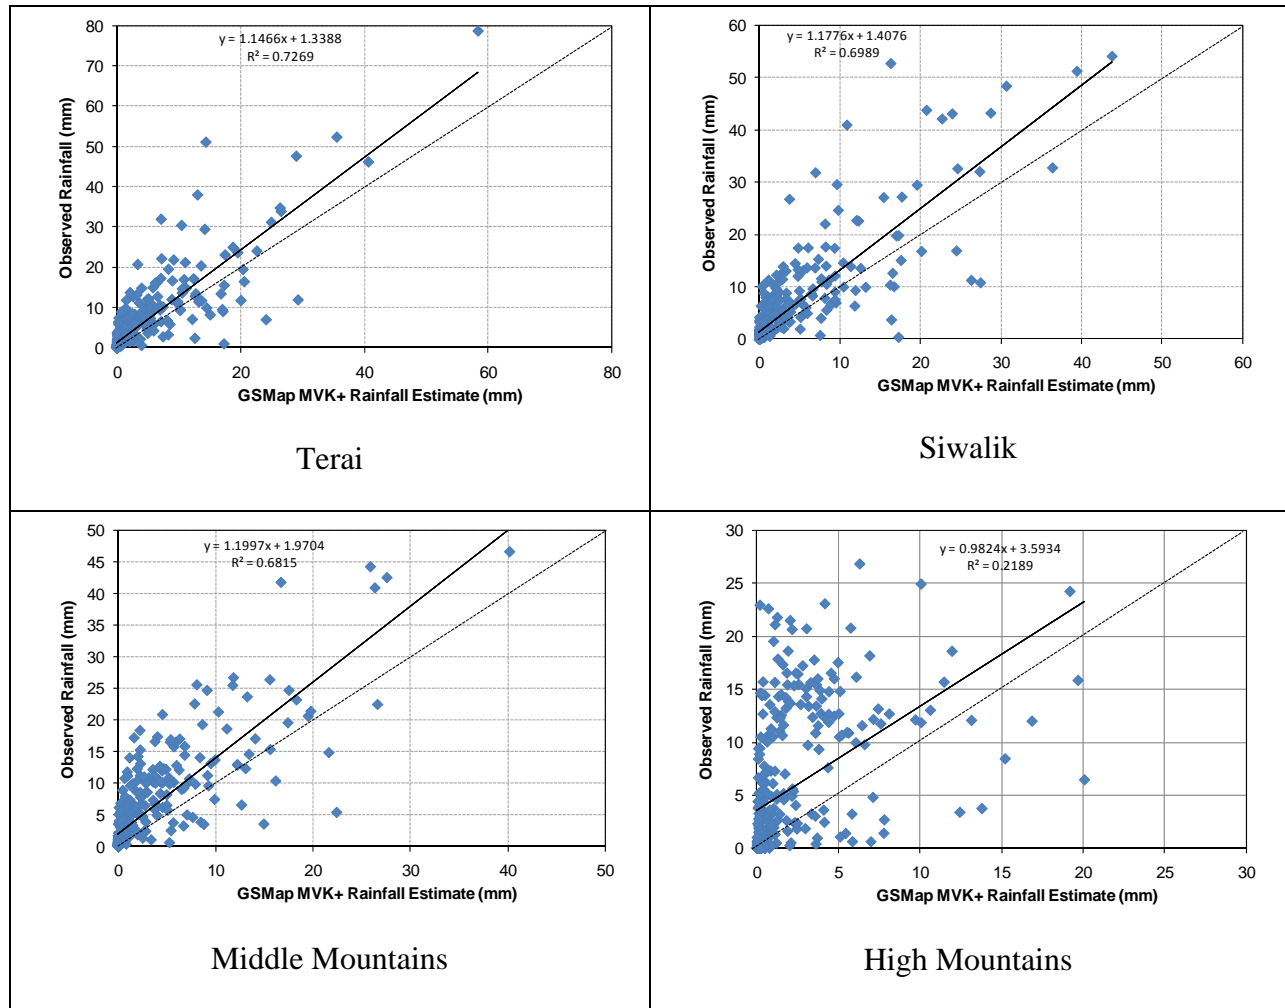 y = 1.1466x + 1.3388
R² = 0.7269
80
70
60
50
40
30
20
10
0
Observed Rainfall (mm)
0 20 40 60 80
GSMap MVK+ Rainfall Estimate (mm)
Terai
y = 1.1776x + 1.4076
R² = 0.6989
60
50
40
30
20
10
0
Observed Rainfall (mm)
0 10 20 30 40 50 60
GSMap MVK+ Rainfall Estimate (mm)
Siwalik
y = 1.1997x + 1.9704
R² = 0.6815
50
45
40
35
30
25
20
15
10
5
0
Observed Rainfall (mm)
0 10 20 30 40 50
GSMap MVK+ Rainfall Estimate (mm)
Middle Mountains
y = 0.9824x + 3.5934
R² = 0.2189
30
25
20
15
10
5
0
Observed Rainfall (mm)
0 5 10 15 20 25 30
GSMap MVK+ Rainfall Estimate (mm)
High Mountains